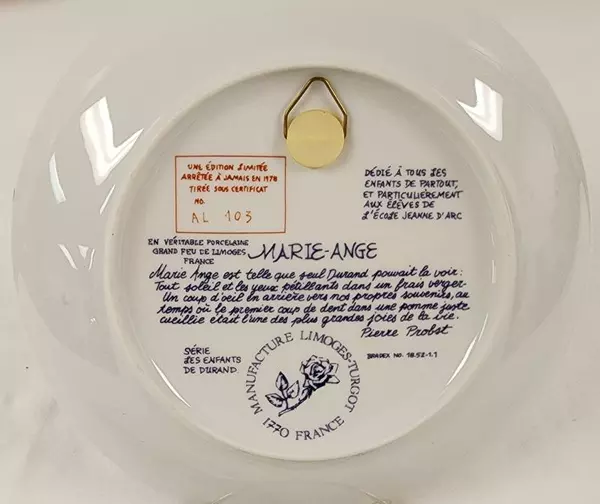 UNE ÉDITION LIMITÉE
ARRÊTÉE À JAMAIS EN 1978
TIRÉE SOUS CERTIFICAT
NO.
AL 103
DÉDIÉ À TOUS LES
ENFANTS DE PARTOUT,
ET PARTICULIÈREMENT
AUX ÉLÈVES DE
L'ÉCOLE JEANNE D'ARC
EN VÉRITABLE PORCELAINE
GRAND FEU DE LIMOGES
FRANCE
MARIE-ANGE
Marie Ange est telle que seul Durand pouvait la voir:
Tout soleil et les yeux pétillants dans un frais verger-
Un coup d'oeil en arrière vers nos propres souvenirs, au
temps où le premier coup de dent dans une pomme juste
cueillie était l'une des plus grandes joies de la vie.
Pierre Probst
SÉRIE
LES ENFANTS
DE DURAND.
BRADEX NO. 18.52-1.1
MANUFACTURE LIMOGES-TURGOT
1770 FRANCE